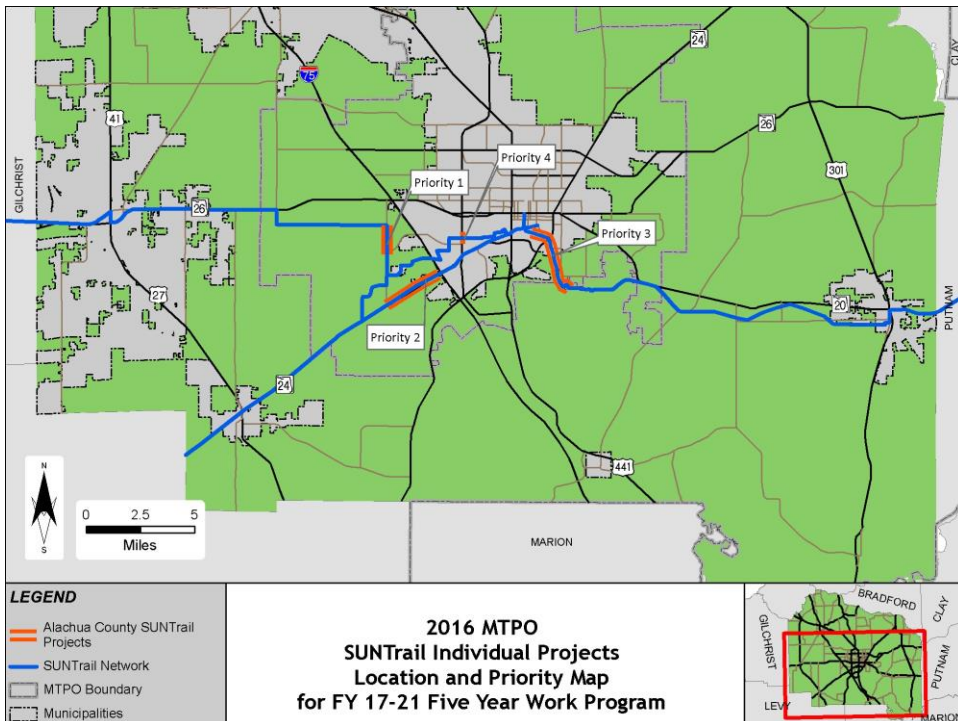 24
CLAY
75
41
26
GILCHRIST
301
Priority 4
Priority 1
26
Priority 3
27
20
PUTNAM
Priority 2
24
N
S
441
0 2.5 5
Miles
MARION
LEGEND
Alachua County SUNTrail
Projects
SUNTrail Network
MTPO Boundary
Municipalities
2016 MTPO
SUNTrail Individual Projects
Location and Priority Map
for FY 17-21 Five Year Work Program
BRADFORD
CLAY
GILCHRIST
PUTNAM
LEVY
MARION